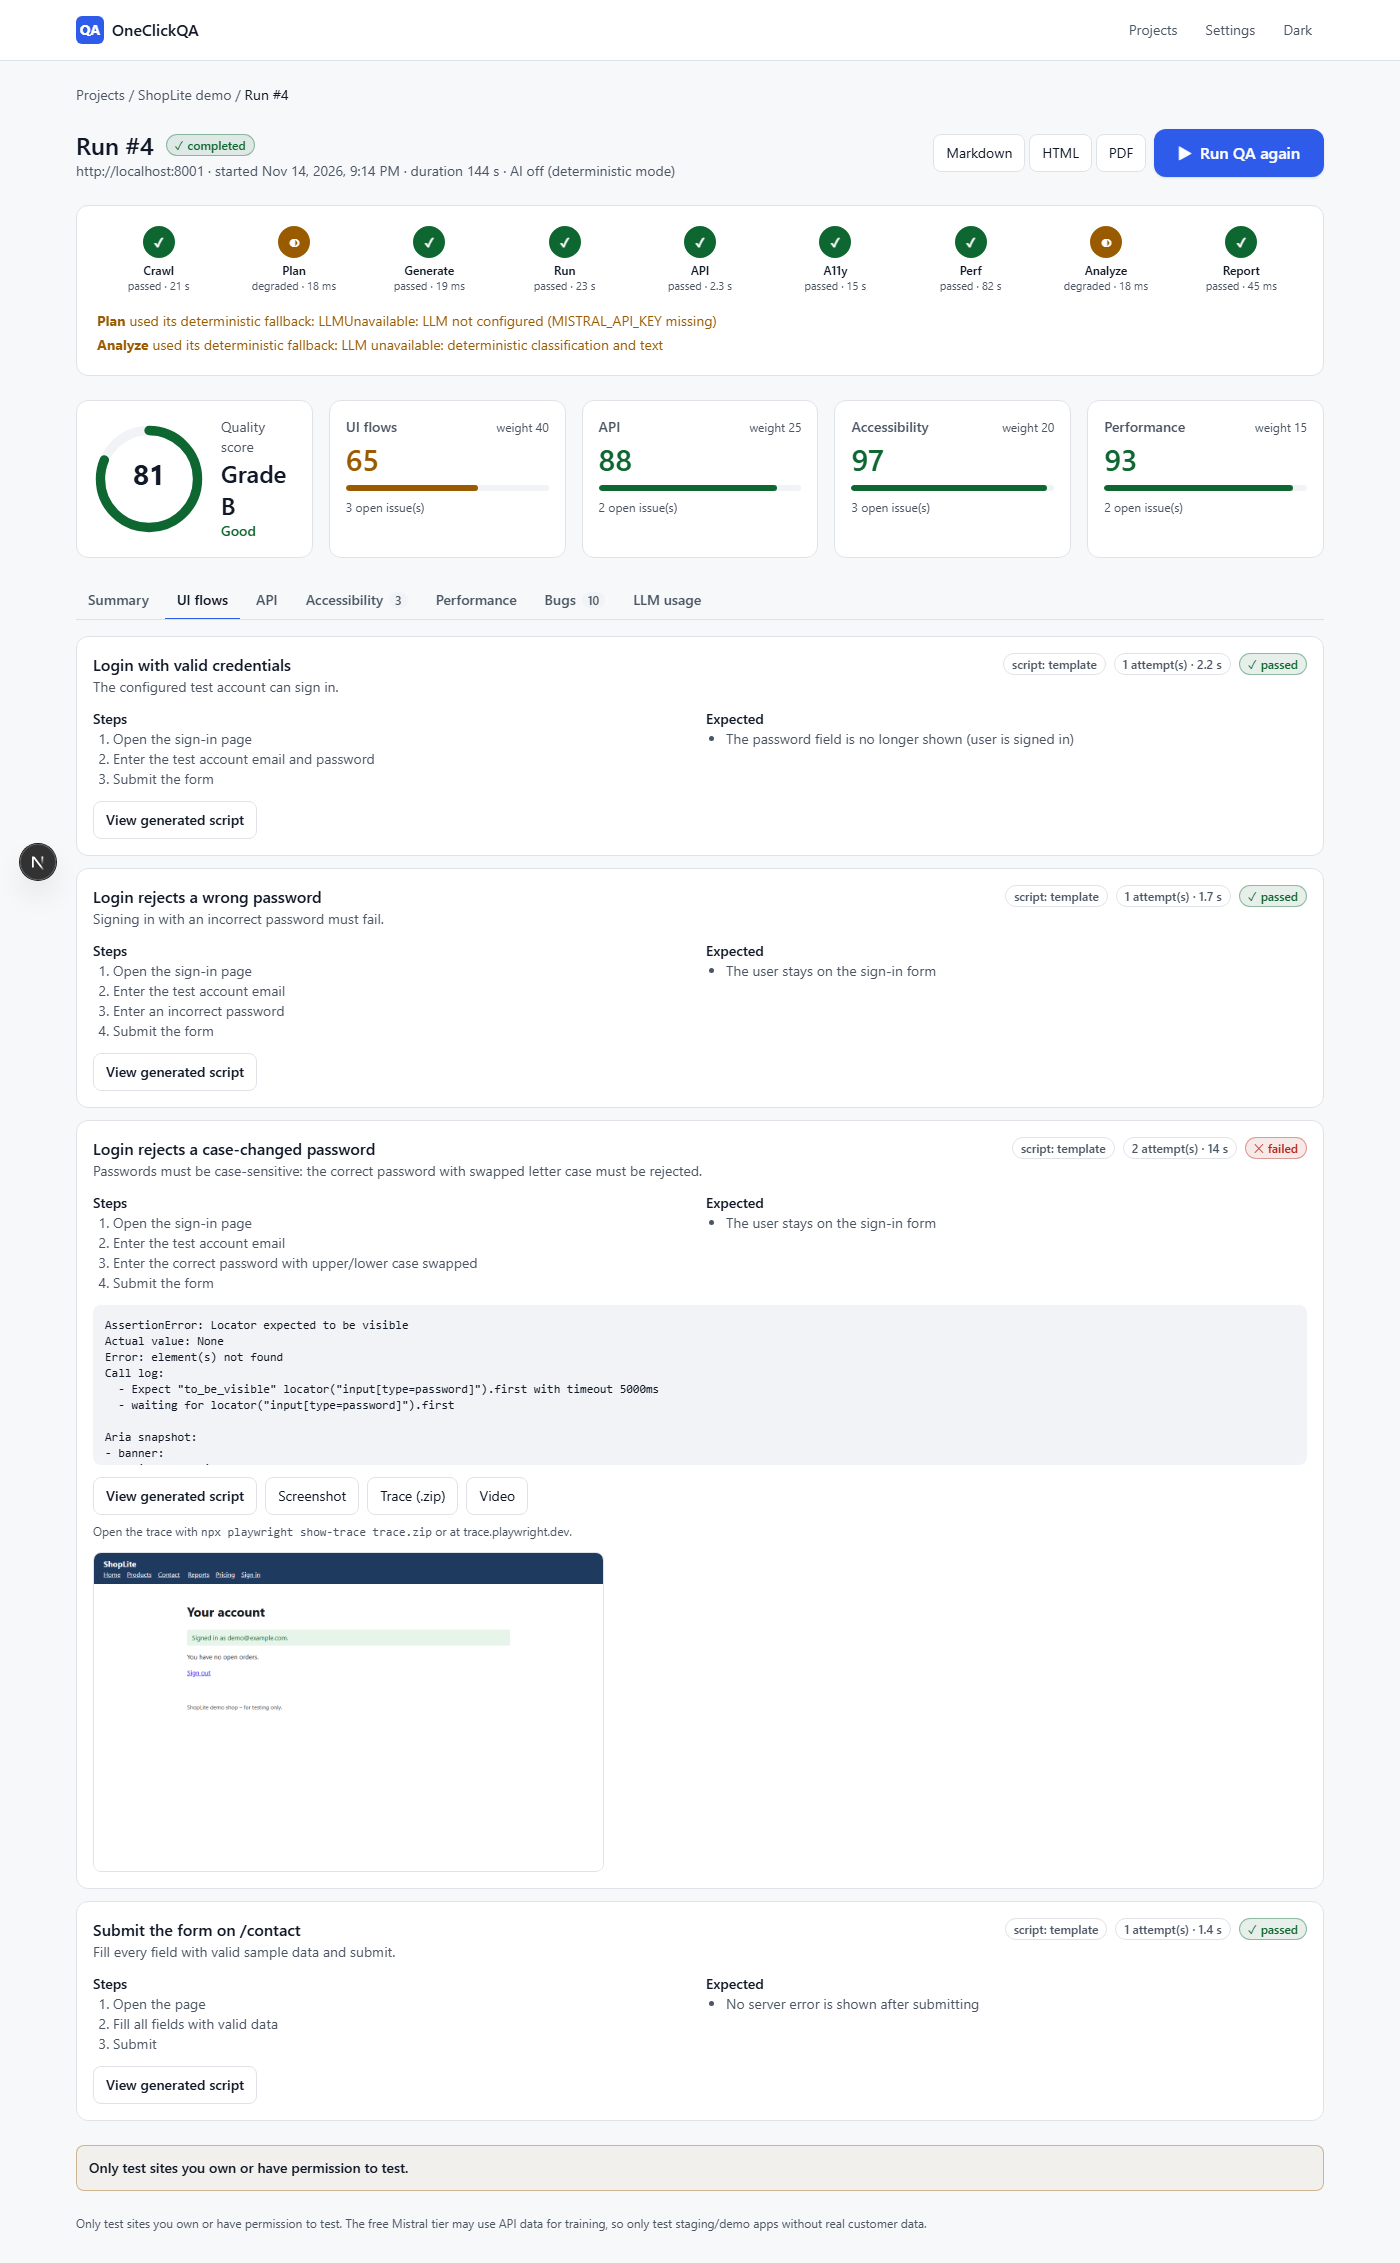 QA OneClickQA
Projects Settings Dark
Projects / ShopLite demo / Run #4
Run #4 ✓ completed
http://localhost:8001 · started Nov 14, 2026, 9:14 PM · duration 144 s · AI off (deterministic mode)
Markdown HTML PDF ▶ Run QA again
Crawl
passed · 21 s
Plan
degraded · 18 ms
Generate
passed · 19 ms
Run
passed · 23 s
API
passed · 2.3 s
A11y
passed · 15 s
Perf
passed · 82 s
Analyze
degraded · 18 ms
Report
passed · 45 ms
Plan used its deterministic fallback: LLMUnavailable: LLM not configured (MISTRAL_API_KEY missing)
Analyze used its deterministic fallback: LLM unavailable: deterministic classification and text
81
Quality
score
Grade
B
Good
UI flows weight 40
65
3 open issue(s)
API weight 25
88
2 open issue(s)
Accessibility weight 20
97
3 open issue(s)
Performance weight 15
93
2 open issue(s)
Summary UI flows API Accessibility 3 Performance Bugs 10 LLM usage
Login with valid credentials
script: template 1 attempt(s) · 2.2 s ✓ passed
The configured test account can sign in.
Steps
1. Open the sign-in page
2. Enter the test account email and password
3. Submit the form
Expected
• The password field is no longer shown (user is signed in)
View generated script
N
Login rejects a wrong password
script: template 1 attempt(s) · 1.7 s ✓ passed
Signing in with an incorrect password must fail.
Steps
1. Open the sign-in page
2. Enter the test account email
3. Enter an incorrect password
4. Submit the form
Expected
• The user stays on the sign-in form
View generated script
Login rejects a case-changed password
script: template 2 attempt(s) · 14 s ✕ failed
Passwords must be case-sensitive: the correct password with swapped letter case must be rejected.
Steps
1. Open the sign-in page
2. Enter the test account email
3. Enter the correct password with upper/lower case swapped
4. Submit the form
Expected
• The user stays on the sign-in form
AssertionError: Locator expected to be visible
Actual value: None
Error: element(s) not found
Call log:
  - Expect "to_be_visible" locator("input[type=password]").first with timeout 5000ms
  - waiting for locator("input[type=password]").first
Aria snapshot:
- banner:
View generated script Screenshot Trace (.zip) Video
Open the trace with npx playwright show-trace trace.zip or at trace.playwright.dev.
ShopLite
Home Products Contact Reports Pricing Sign in
Your account
Signed in as demo@example.com.
You have no open orders.
Sign out
ShopLite demo shop – for testing only.
Submit the form on /contact
script: template 1 attempt(s) · 1.4 s ✓ passed
Fill every field with valid sample data and submit.
Steps
1. Open the page
2. Fill all fields with valid data
3. Submit
Expected
• No server error is shown after submitting
View generated script
Only test sites you own or have permission to test.
Only test sites you own or have permission to test. The free Mistral tier may use API data for training, so only test staging/demo apps without real customer data.